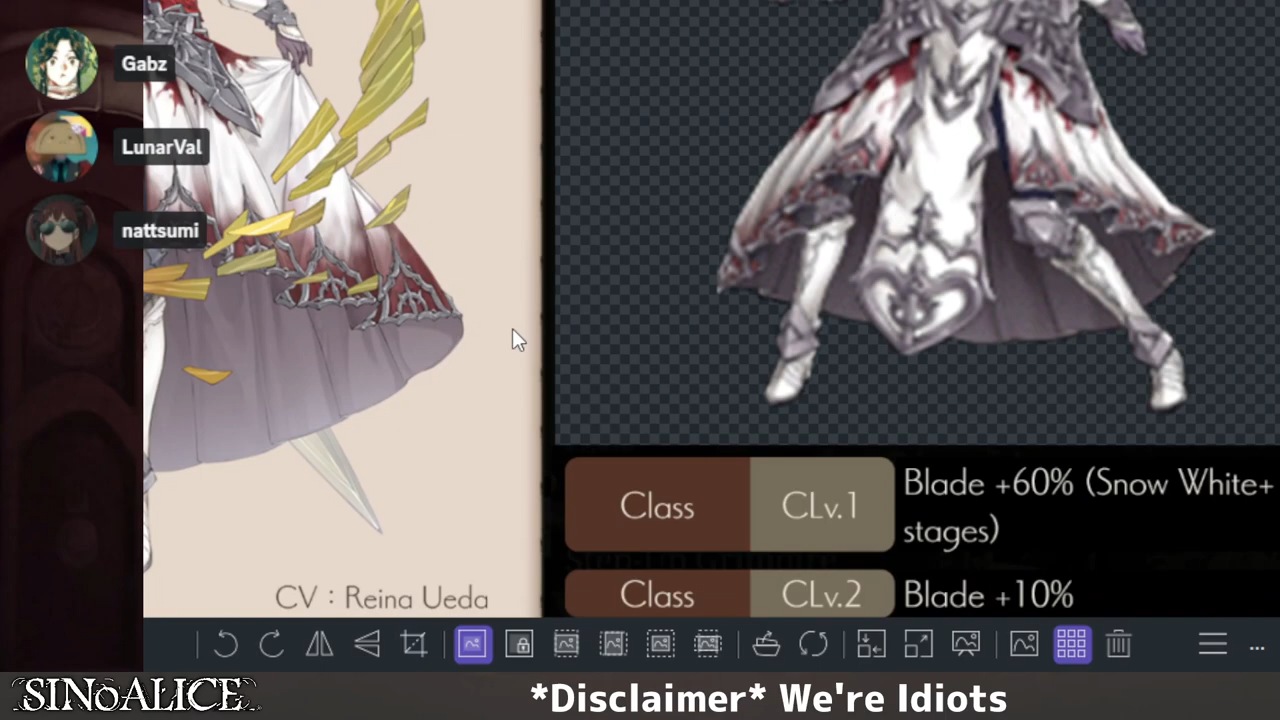 Gabz
LunarVal
nattsumi
CV : Reina Ueda
Class CLv.1 Blade +60% (Snow White+
stages)
Class CLv.2 Blade +10%
...
SINoALICE
*Disclaimer* We're Idiots